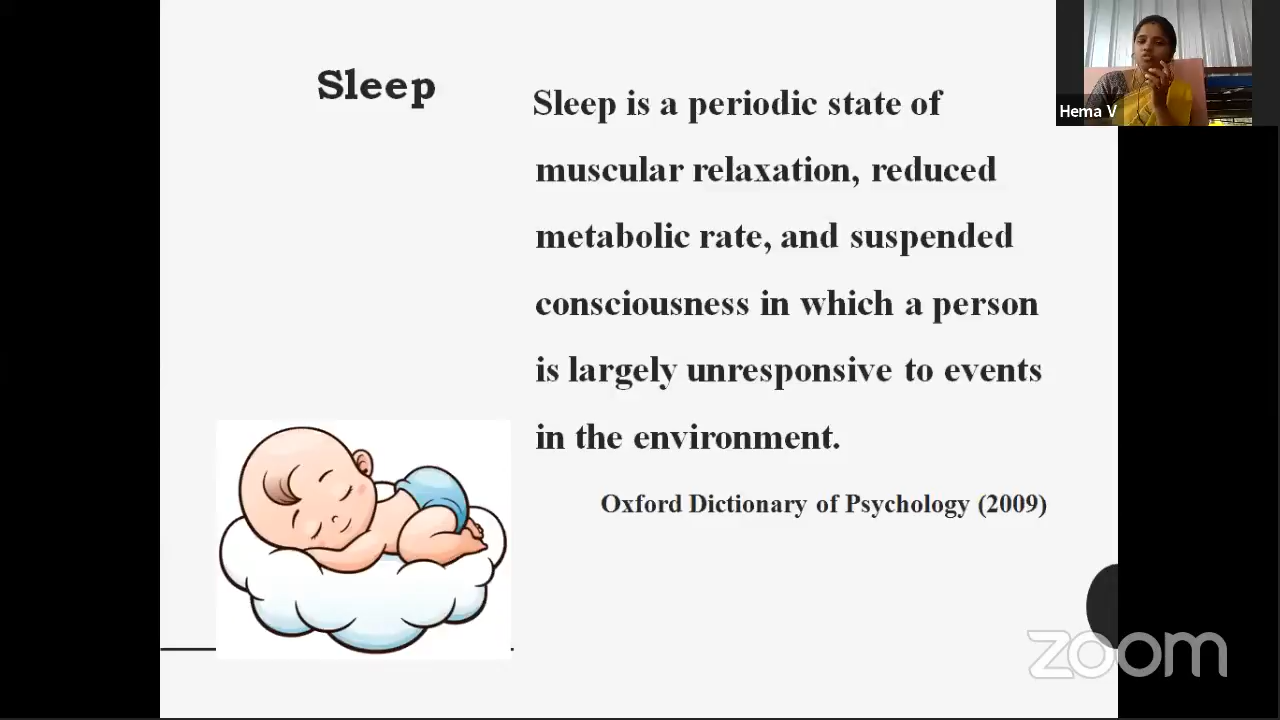 Sleep
Sleep is a periodic state of
muscular relaxation, reduced
metabolic rate, and suspended
consciousness in which a person
is largely unresponsive to events
in the environment.
Oxford Dictionary of Psychology (2009)
Hema V
zoom